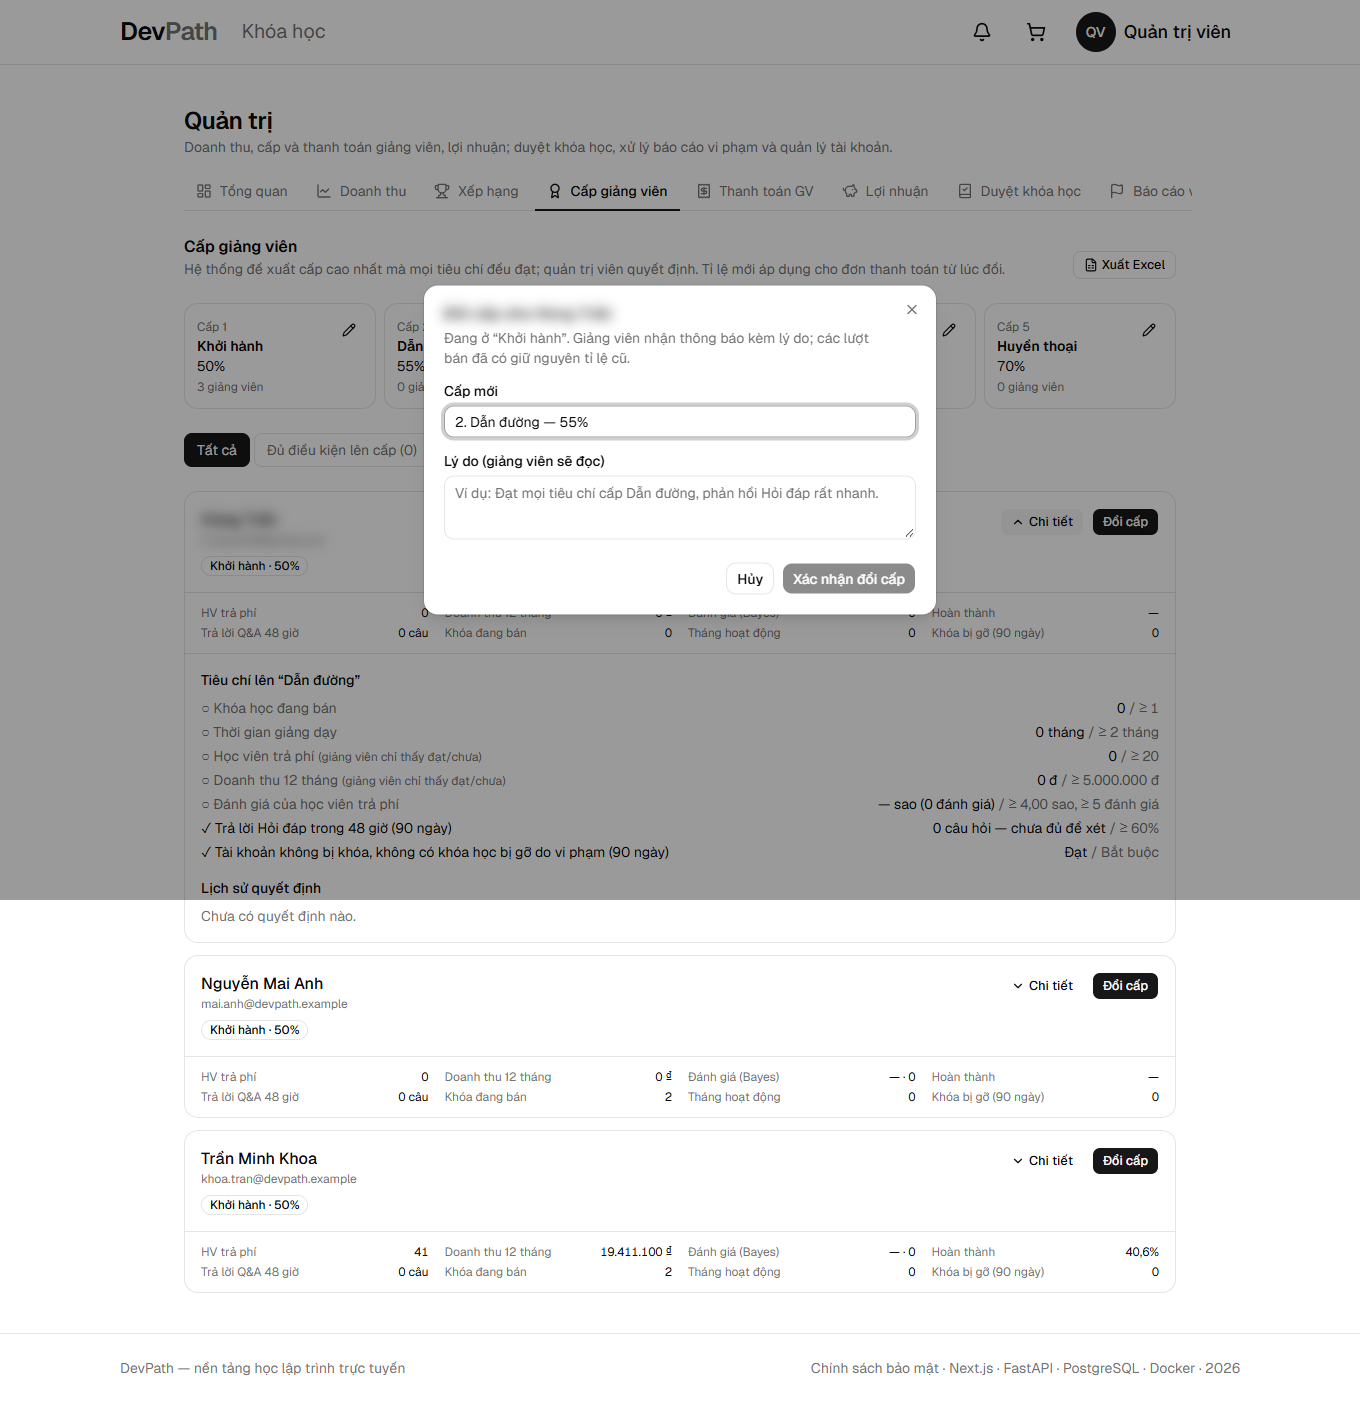 DevPath
Khóa học
QV
Quản trị viên
Quản trị
Doanh thu, cấp và thanh toán giảng viên, lợi nhuận; duyệt khóa học, xử lý báo cáo vi phạm và quản lý tài khoản.
Tổng quan
Doanh thu
Xếp hạng
Cấp giảng viên
Thanh toán GV
Lợi nhuận
Duyệt khóa học
Báo cáo
Cấp giảng viên
Hệ thống đề xuất cấp cao nhất mà mọi tiêu chí đều đạt; quản trị viên quyết định. Tỉ lệ mới áp dụng cho đơn thanh toán từ lúc đổi.
Xuất Excel
Cấp 1
Khởi hành
50%
3 giảng viên
Cấp
Dẫn
55%
0
Cấp 5
Huyền thoại
70%
0 giảng viên
Đang ở “Khởi hành”. Giảng viên nhận thông báo kèm lý do; các lượt
bán đã có giữ nguyên tỉ lệ cũ.
Cấp mới
2. Dẫn đường — 55%
Lý do (giảng viên sẽ đọc)
Ví dụ: Đạt mọi tiêu chí cấp Dẫn đường, phản hồi Hỏi đáp rất nhanh.
Hủy
Xác nhận đổi cấp
Tất cả
Đủ điều kiện lên cấp (0)
Chi tiết
Đổi cấp
Khởi hành · 50%
HV trả phí 0 Doanh thu 12 tháng 0 ₫ Đánh giá (Bayes) Hoàn thành —
Trả lời Q&A 48 giờ 0 câu Khóa đang bán 0 Tháng hoạt động 0 Khóa bị gỡ (90 ngày) 0
Tiêu chí lên “Dẫn đường”
○ Khóa học đang bán 0 / ≥ 1
○ Thời gian giảng dạy 0 tháng / ≥ 2 tháng
○ Học viên trả phí (giảng viên chỉ thấy đạt/chưa) 0 / ≥ 20
○ Doanh thu 12 tháng (giảng viên chỉ thấy đạt/chưa) 0 đ / ≥ 5.000.000 đ
○ Đánh giá của học viên trả phí — sao (0 đánh giá) / ≥ 4,00 sao, ≥ 5 đánh giá
✓ Trả lời Hỏi đáp trong 48 giờ (90 ngày) 0 câu hỏi — chưa đủ để xét / ≥ 60%
✓ Tài khoản không bị khóa, không có khóa học bị gỡ do vi phạm (90 ngày) Đạt / Bắt buộc
Lịch sử quyết định
Chưa có quyết định nào.
Nguyễn Mai Anh
mai.anh@devpath.example
Khởi hành · 50%
Chi tiết
Đổi cấp
HV trả phí 0 Doanh thu 12 tháng 0 ₫ Đánh giá (Bayes) — · 0 Hoàn thành —
Trả lời Q&A 48 giờ 0 câu Khóa đang bán 2 Tháng hoạt động 0 Khóa bị gỡ (90 ngày) 0
Trần Minh Khoa
khoa.tran@devpath.example
Khởi hành · 50%
Chi tiết
Đổi cấp
HV trả phí 41 Doanh thu 12 tháng 19.411.100 ₫ Đánh giá (Bayes) — · 0 Hoàn thành 40,6%
Trả lời Q&A 48 giờ 0 câu Khóa đang bán 2 Tháng hoạt động 0 Khóa bị gỡ (90 ngày) 0
DevPath — nền tảng học lập trình trực tuyến
Chính sách bảo mật · Next.js · FastAPI · PostgreSQL · Docker · 2026